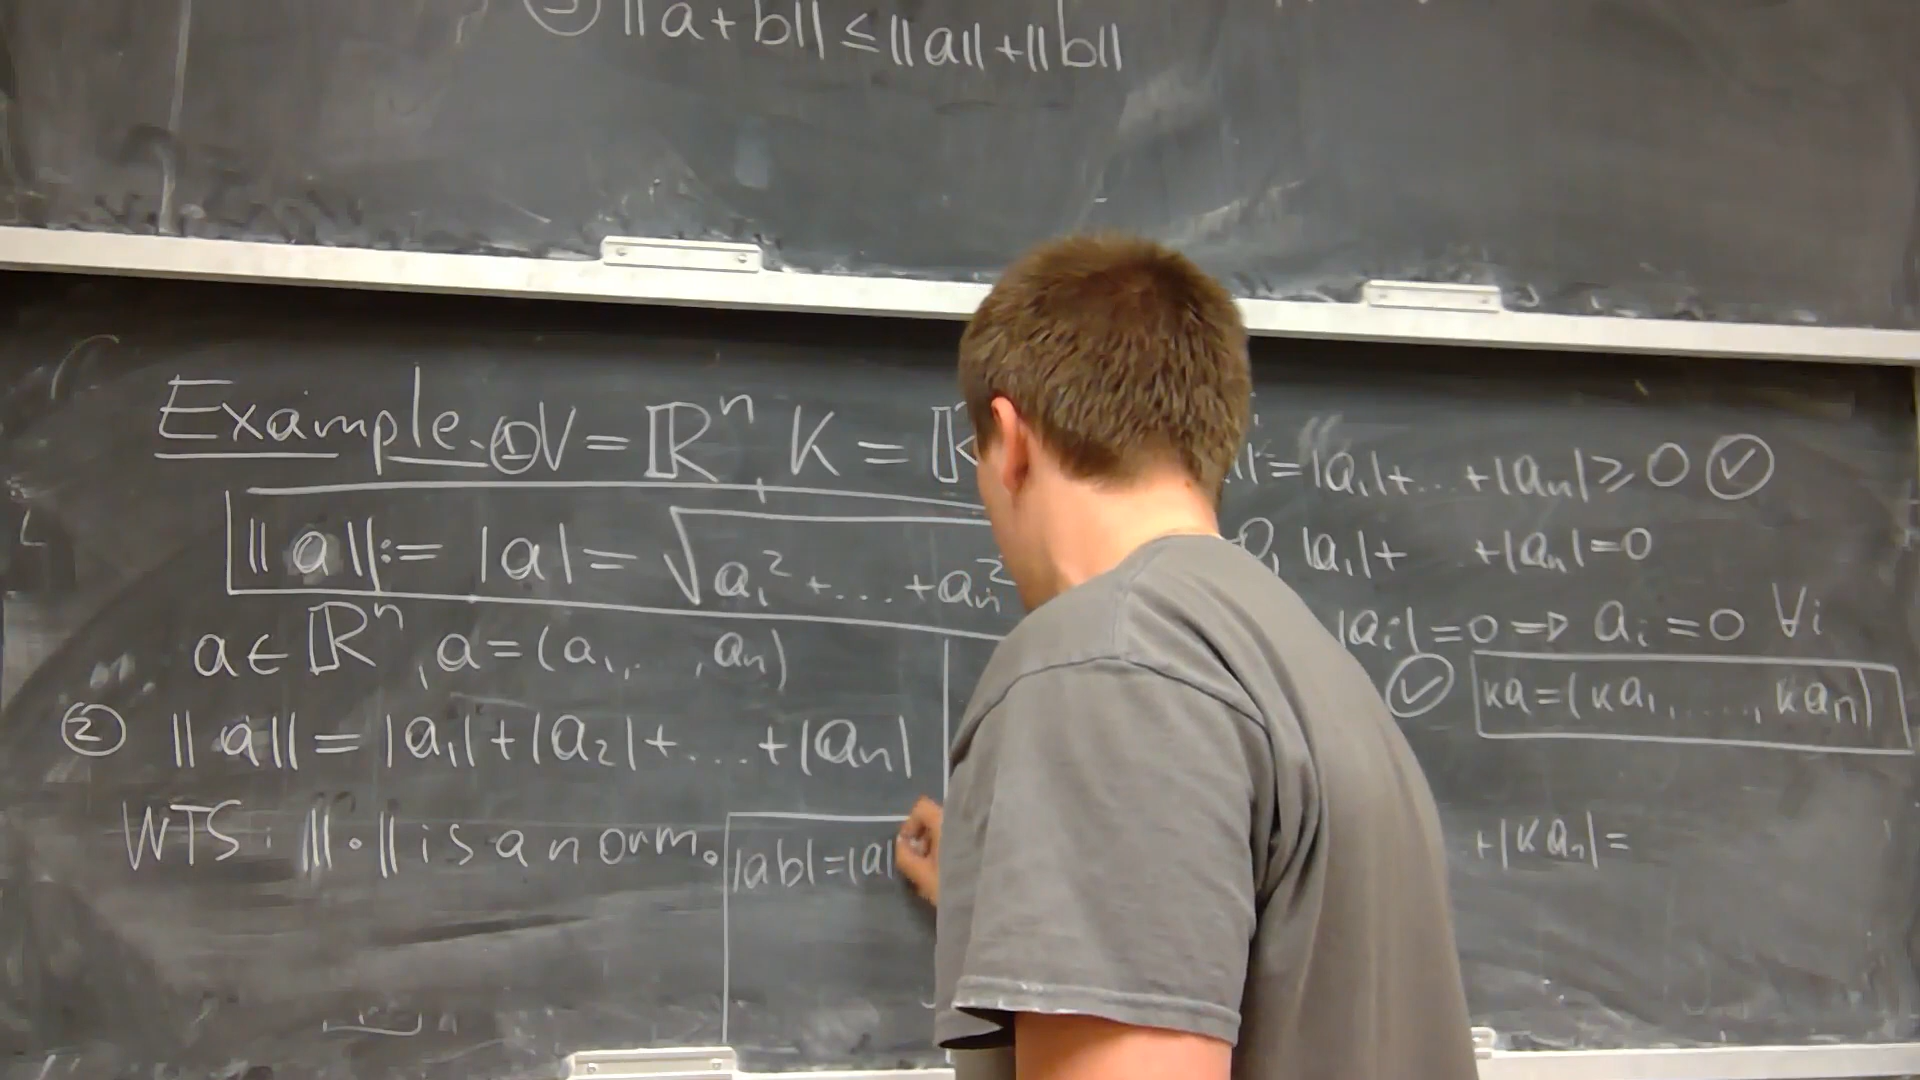 ③ ||a+b|| ≤ ||a|| + ||b||
Example. ① V = ℝⁿ, K = ℝ
||a|| := |a| = √a₁² + ... + aₙ²
a ∈ ℝⁿ, a = (a₁, , aₙ)
② ||a|| = |a₁| + |a₂| + ... + |aₙ|
WTS: ||·|| is a norm.
|ab| = |a|
|| = |a₁| + ... + |aₙ| ≥ 0 ✓
0, |a₁| + + |aₙ| = 0
|aᵢ| = 0 ⇒ aᵢ = 0 ∀i
✓ ka = (ka₁, ...., kaₙ)
+ |kaₙ| =